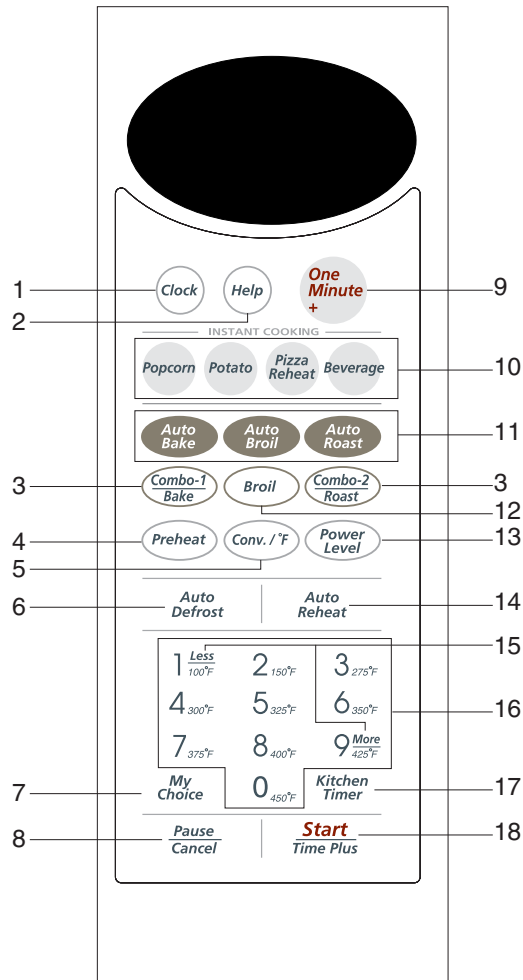 1 Clock Help One Minute + 9
2
INSTANT COOKING
Popcorn Potato Pizza Reheat Beverage 10
Auto Bake Auto Broil Auto Roast 11
3 Combo-1 Bake Broil Combo-2 Roast 3
12
4 Preheat Conv. / °F Power Level 13
5
6 Auto Defrost Auto Reheat 14
15
1 Less 100°F 2 150°F 3 275°F
4 300°F 5 325°F 6 350°F 16
7 375°F 8 400°F 9 More 425°F
7 My Choice 0 450°F Kitchen Timer 17
8 Pause Cancel Start Time Plus 18